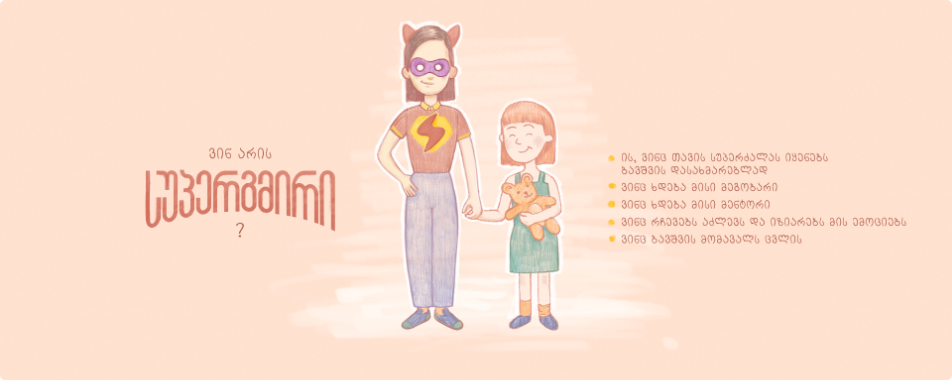 ვინ არის
სუპერგმირი
?
ის, ვინც თავის სუპერძალას იყენებს
ბავშვის დასახმარებლად
ვინც ხდება მისი მეგობარი
ვინც ხდება მისი მენტორი
ვინც რჩევებს აძლევს და იზიარებს მის ემოციებს
ვინც ბავშვის მომავალს ცვლის